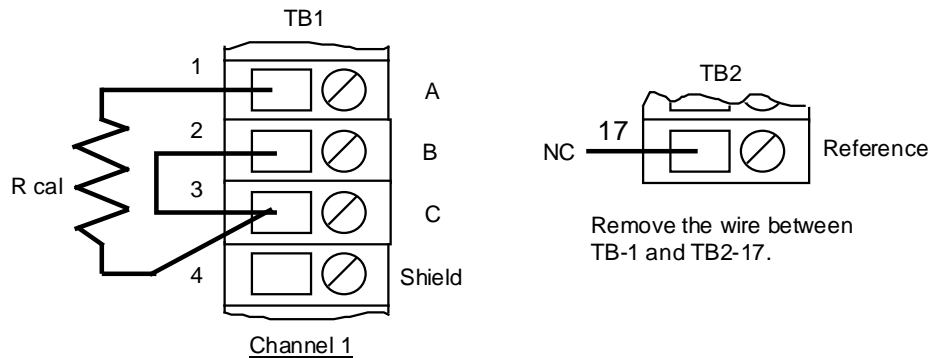 TB1
1
A
2
B
R cal
3
C
4
Shield
Channel 1
TB2
NC
17
Reference
Remove the wire between
TB-1 and TB2-17.